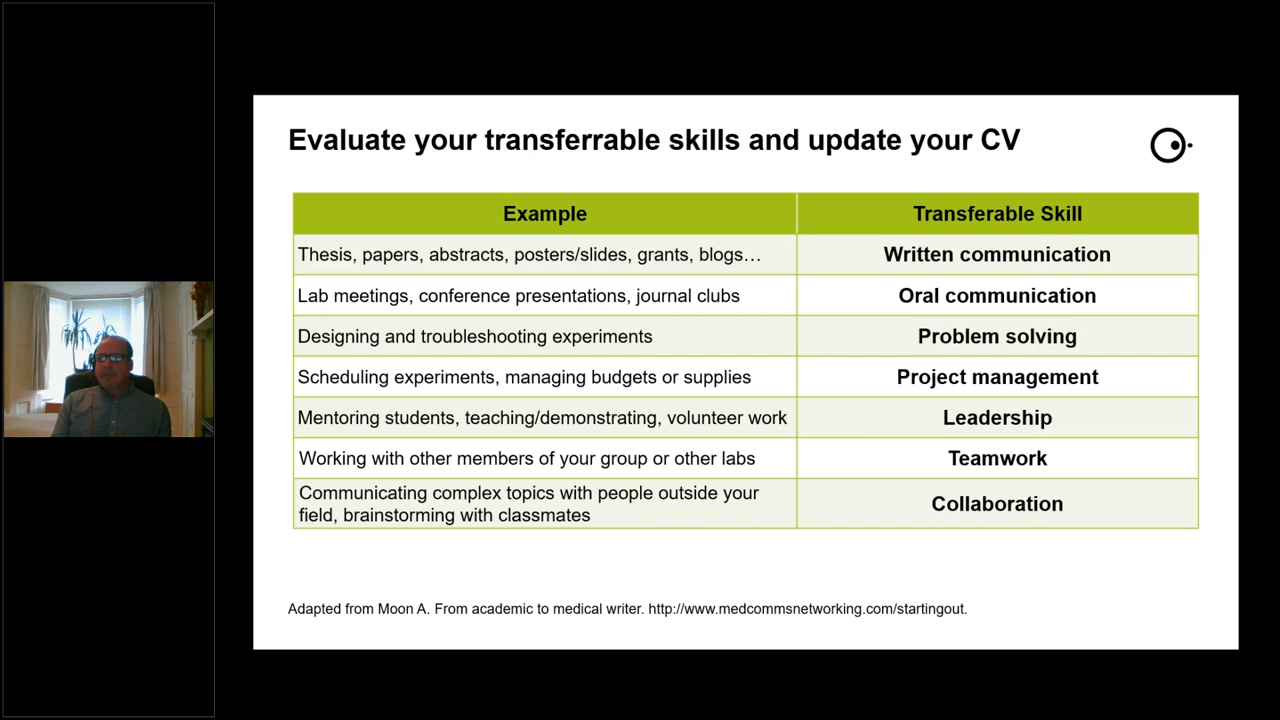 Evaluate your transferrable skills and update your CV
Example
Transferable Skill
Thesis, papers, abstracts, posters/slides, grants, blogs…
Written communication
Lab meetings, conference presentations, journal clubs
Oral communication
Designing and troubleshooting experiments
Problem solving
Scheduling experiments, managing budgets or supplies
Project management
Mentoring students, teaching/demonstrating, volunteer work
Leadership
Working with other members of your group or other labs
Teamwork
Communicating complex topics with people outside your
field, brainstorming with classmates
Collaboration
Adapted from Moon A. From academic to medical writer. http://www.medcommsnetworking.com/startingout.